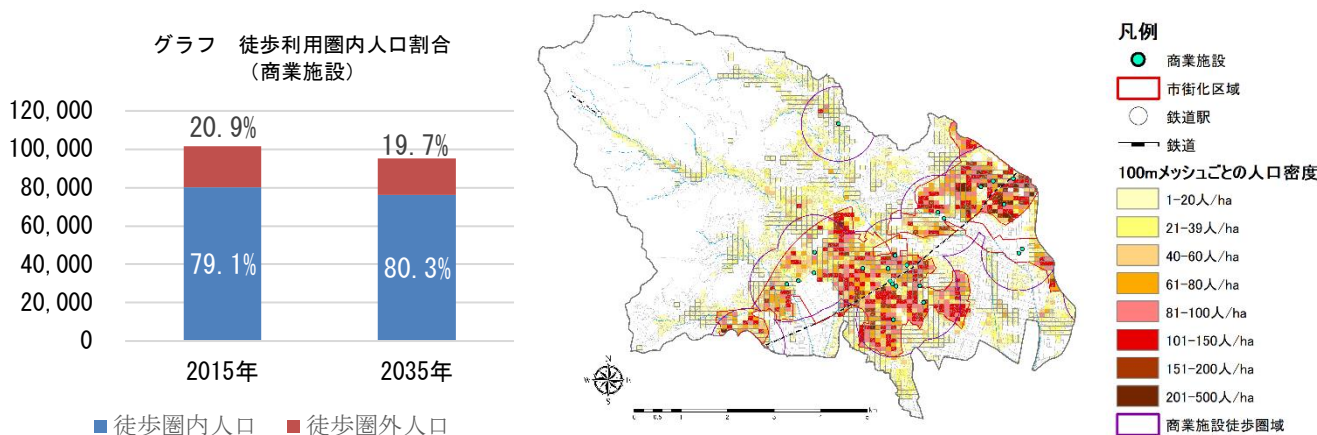 グラフ 徒歩利用圏内人口割合
（商業施設）
120,000
100,000
80,000
60,000
40,000
20,000
0
20.9%
79.1%
19.7%
80.3%
2015年
2035年
徒歩圏内人口
徒歩圏外人口
N
S
凡例
商業施設
市街化区域
鉄道駅
鉄道
100mメッシュごとの人口密度
1-20人/ha
21-39人/ha
40-60人/ha
61-80人/ha
81-100人/ha
101-150人/ha
151-200人/ha
201-500人/ha
商業施設徒歩圏域